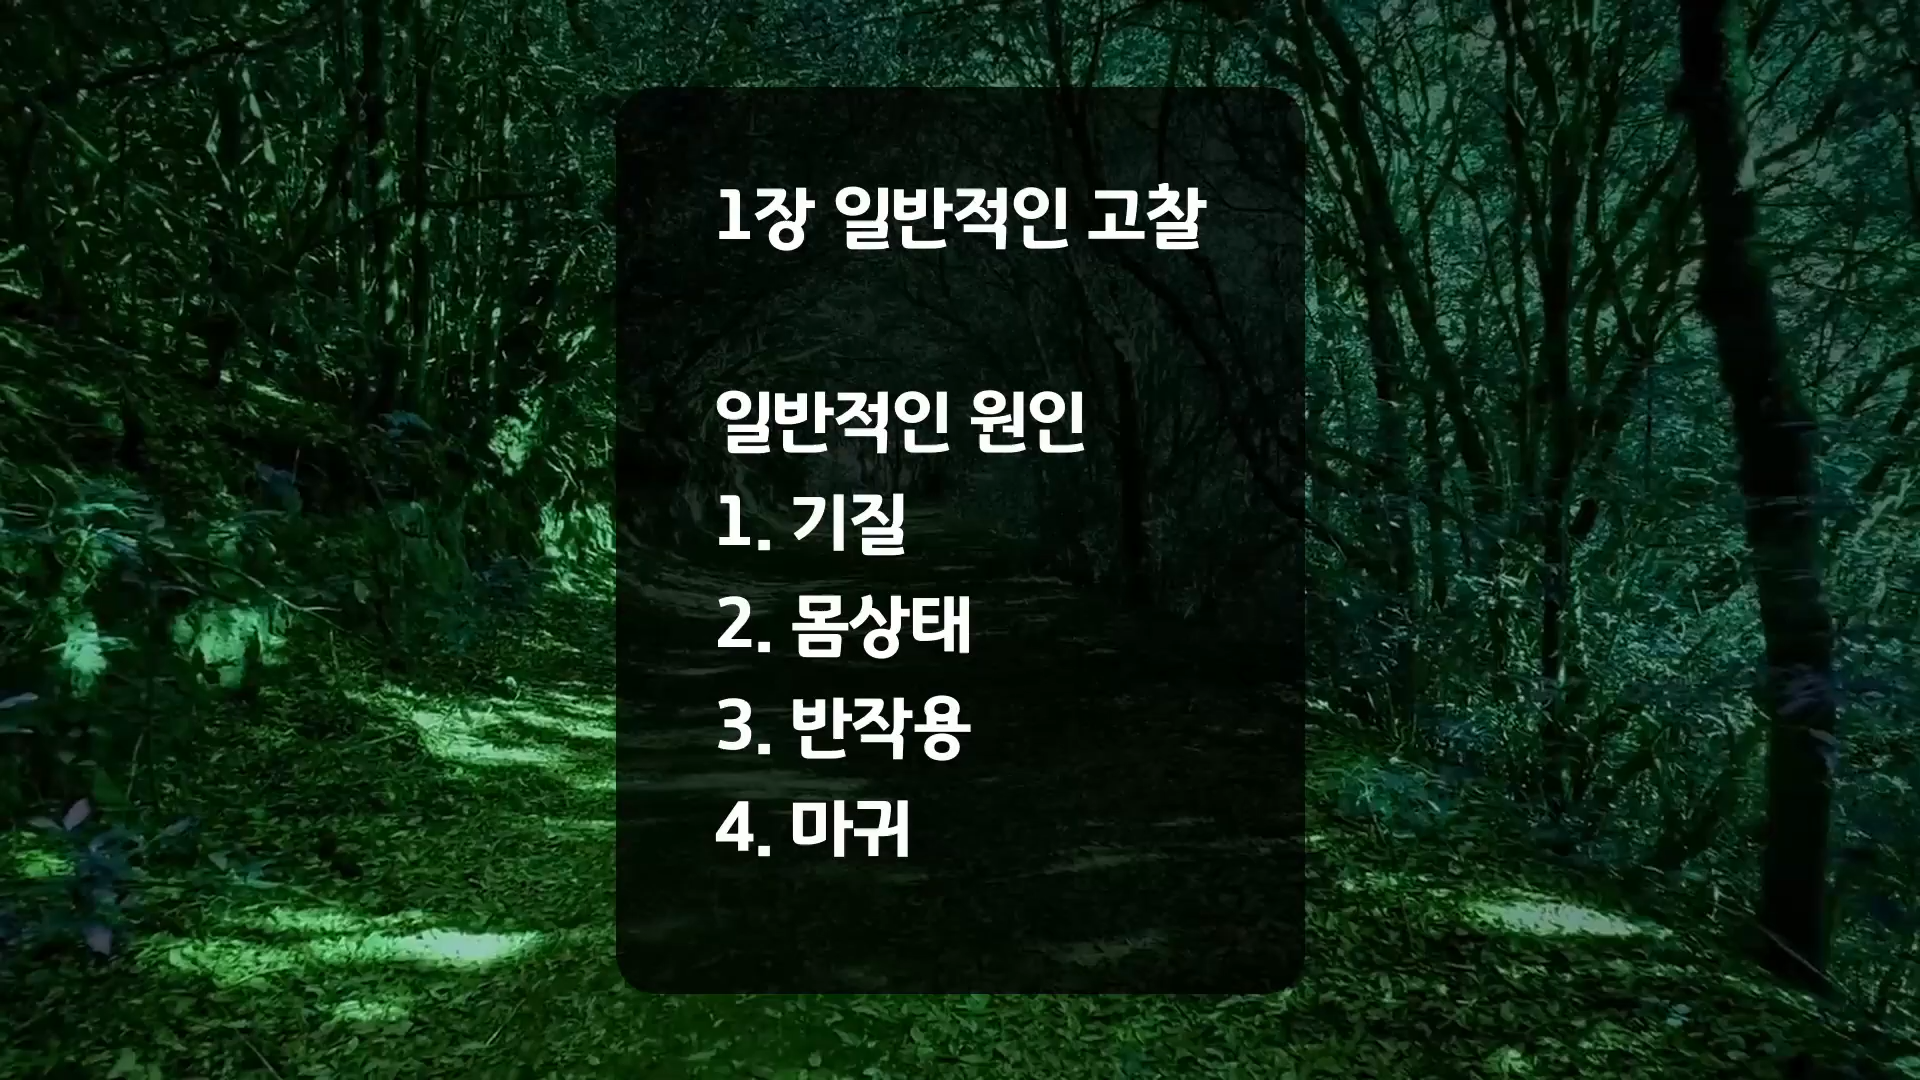 1장 일반적인 고찰
일반적인 원인
1. 기질
2. 몸상태
3. 반작용
4. 마귀